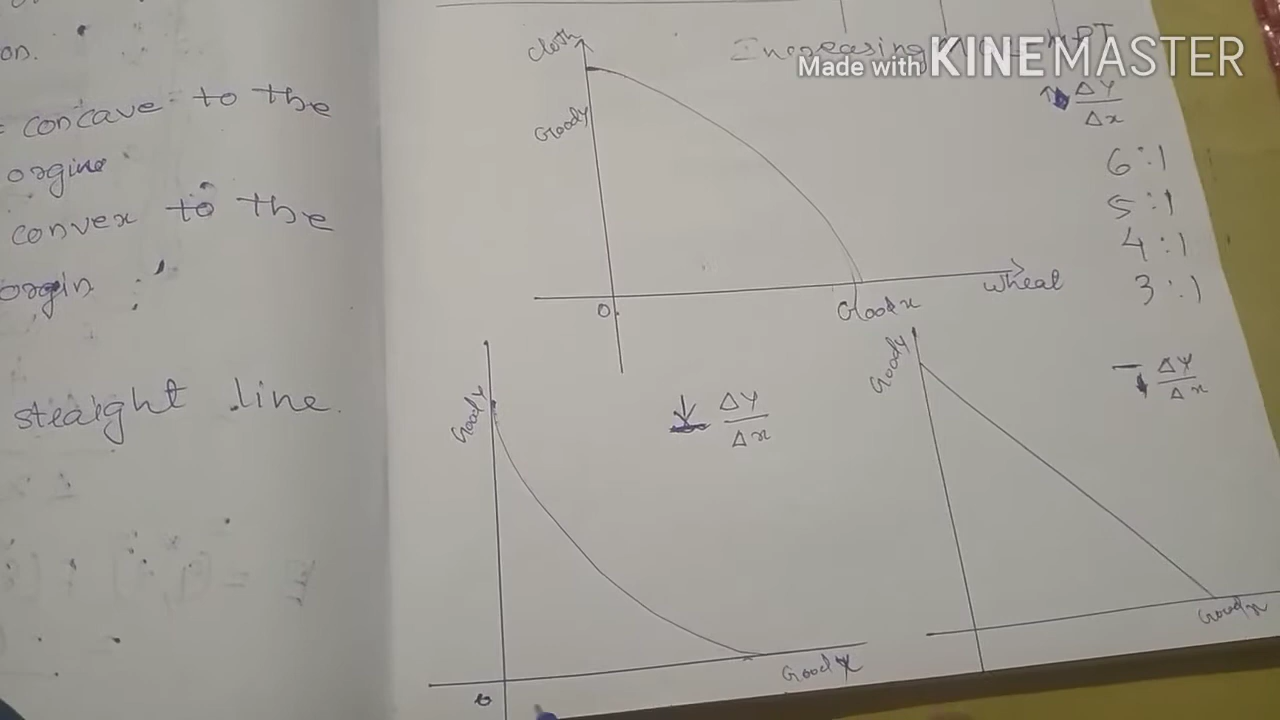 on.
= concave to the
orgine
convex to the
orgin
straight line.
Cloth
Increasing
Made with KINEMASTER
Good y
ΔY
Δx
6:1
5:1
4:1
3:1
0
Good x
Wheat
Good y
↓ ΔY
Δx
Good y
ΔY
Δx
Good x
Good x